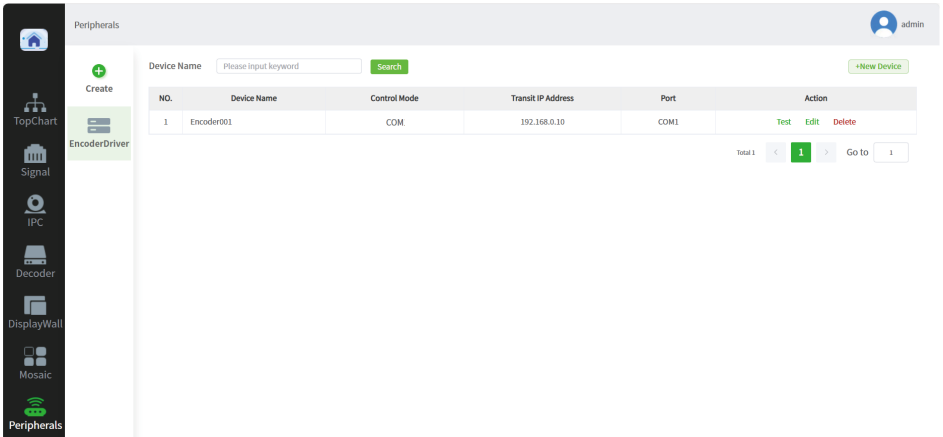 Peripherals
admin
TopChart
Signal
IPC
Decoder
DisplayWall
Mosaic
Peripherals
Create
EncoderDriver
Device Name Please input keyword Search +New Device
NO. Device Name Control Mode Transit IP Address Port Action
1 Encoder001 COM 192.168.0.10 COM1 Test Edit Delete
Total 1 < 1 > Go to 1